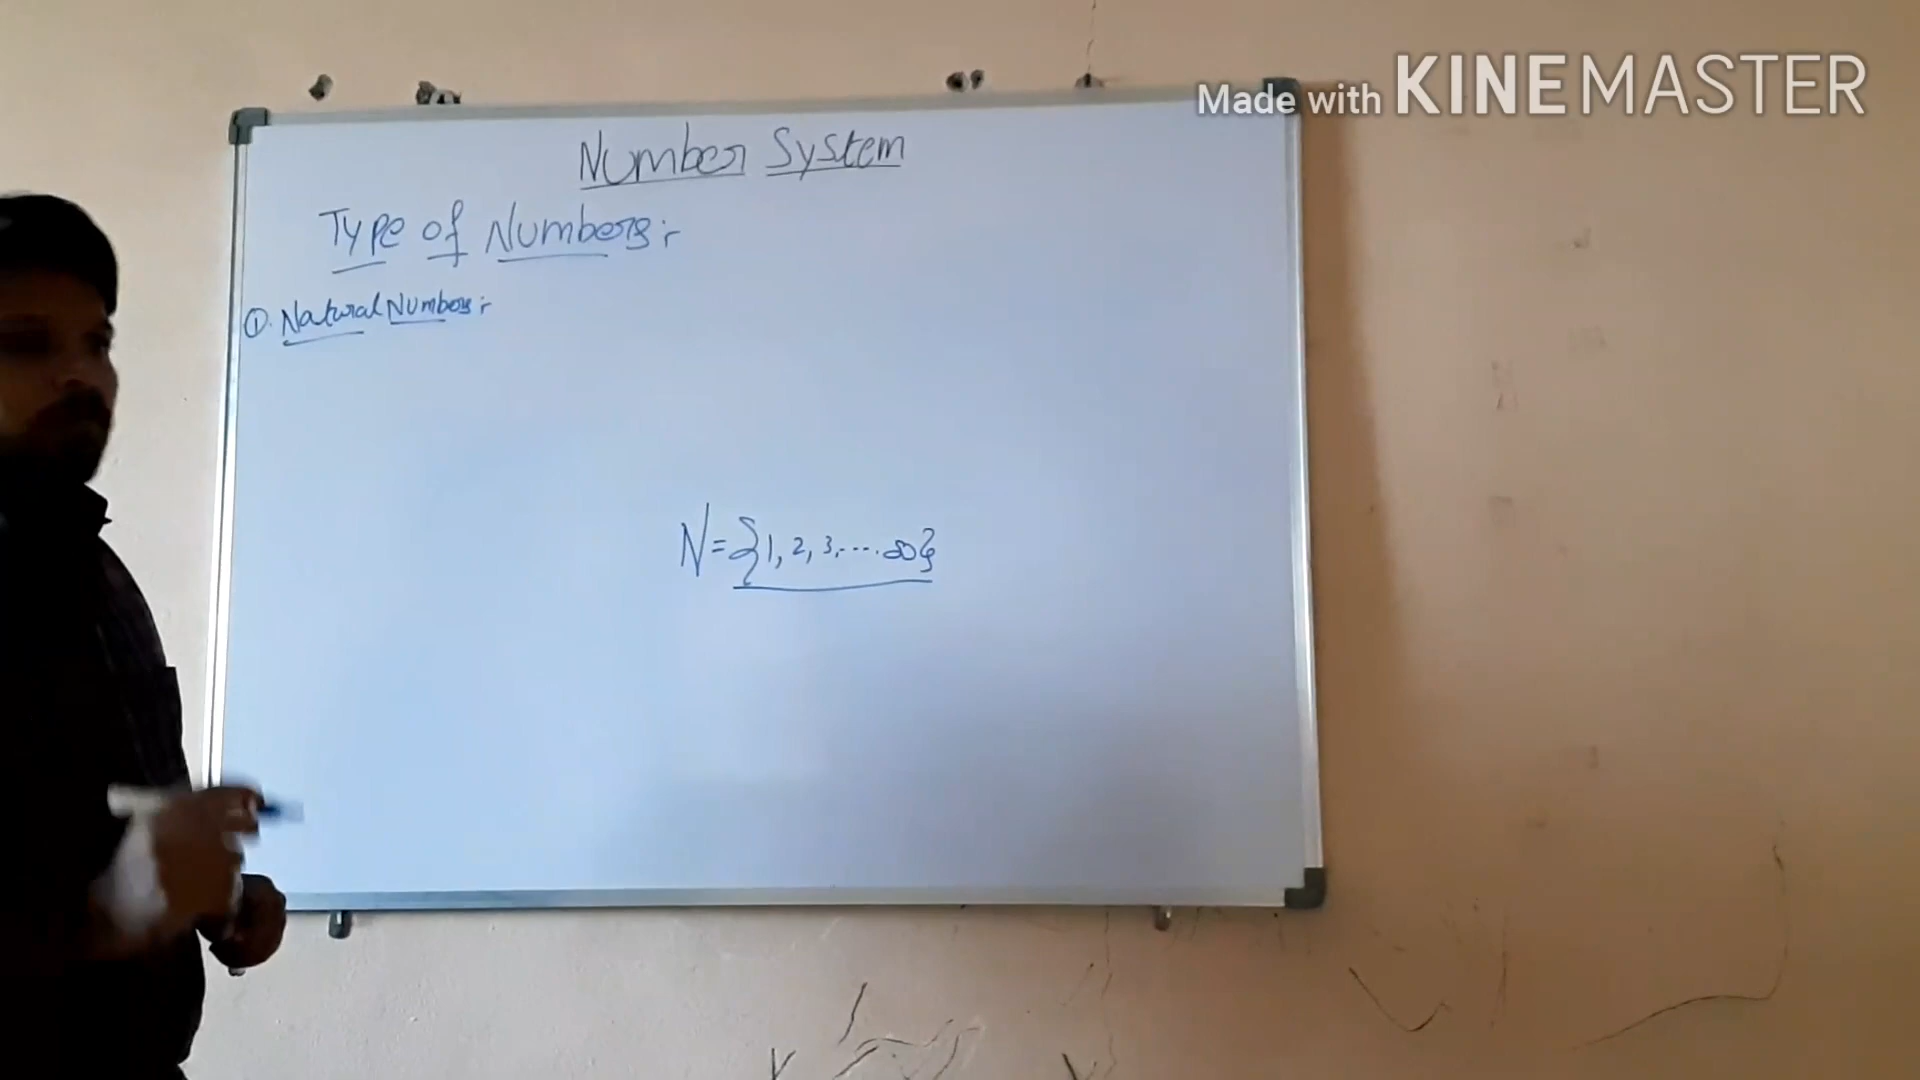 Made with KINEMASTER
Number System
Type of Numbers:-
①. Natural Numbers:-
N = {1, 2, 3, .... ∞}